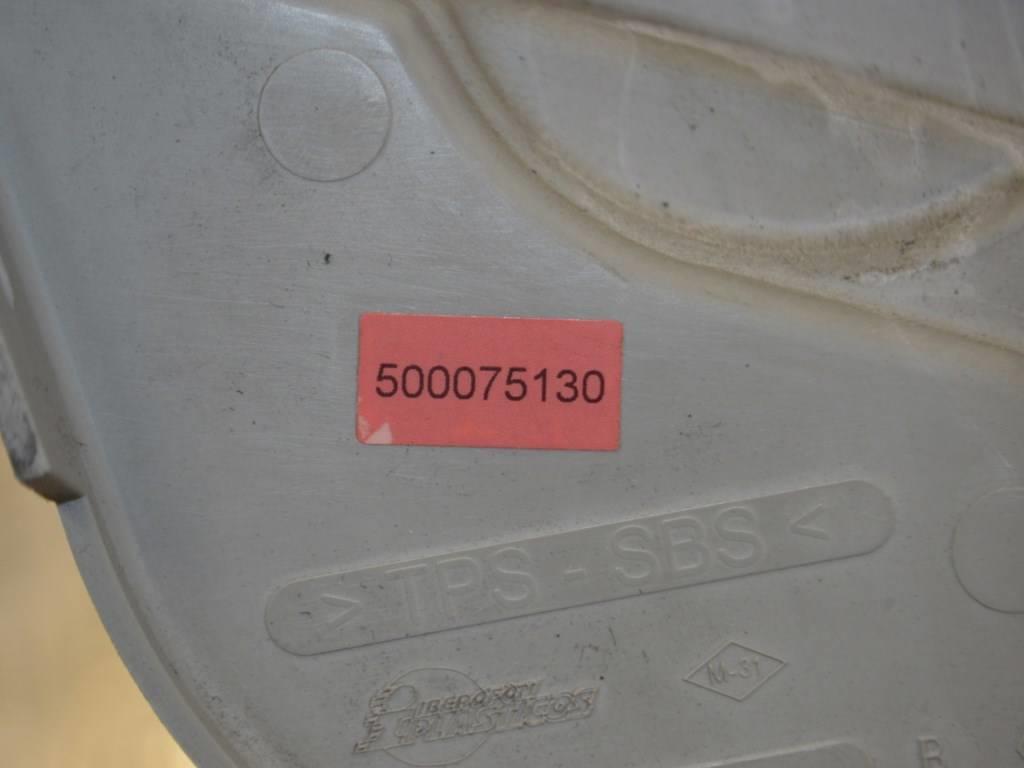 500075130
> TPS - SBS <
M-31
R